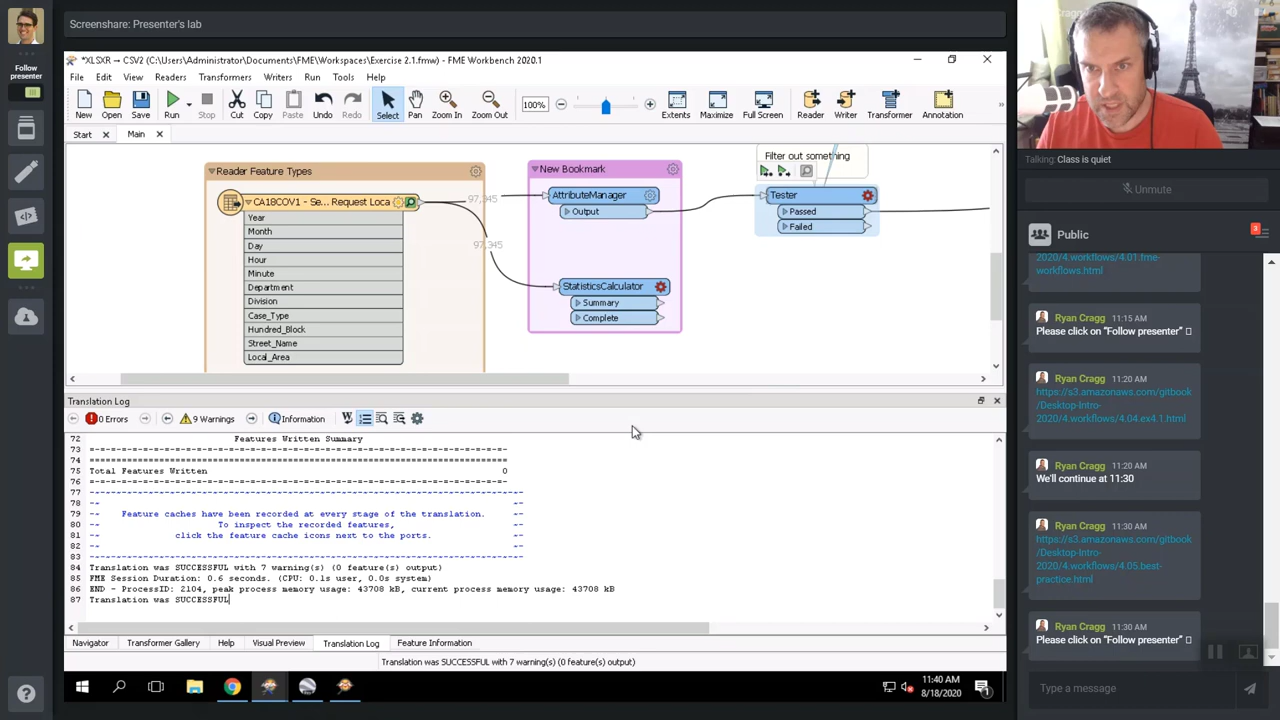 Screenshare: Presenter's lab
Follow
presenter
*XLSXR → CSV2 (C:\Users\Administrator\Documents\FME\Workspaces\Exercise 2.1.fmw) - FME Workbench 2020.1
File Edit View Readers Transformers Writers Run Tools Help
New Open Save Run Stop Cut Copy Paste Undo Redo Select Pan Zoom In Zoom Out 100% Extents Maximize Full Screen Reader Writer Transformer Annotation
Start Main
Reader Feature Types
CA18COV1 - Se... Request Loca
Year
Month
Day
Hour
Minute
Department
Division
Case_Type
Hundred_Block
Street_Name
Local_Area
97,345
97,345
New Bookmark
AttributeManager
Output
StatisticsCalculator
Summary
Complete
Filter out something
Tester
Passed
Failed
Translation Log
0 Errors 9 Warnings Information
72 Features Written Summary
73 =-=-=-=-=-=-=-=-=-=-=-=-=-=-=-=-=-=-=-=-=-=-=-=-=-=-=-=-=-=-=-=-=-=-=-=-=-=-=-
74 ==============================================================================
75 Total Features Written 0
76 =-=-=-=-=-=-=-=-=-=-=-=-=-=-=-=-=-=-=-=-=-=-=-=-=-=-=-=-=-=-=-=-=-=-=-=-=-=-=-
77 -~-~-~-~-~-~-~-~-~-~-~-~-~-~-~-~-~-~-~-~-~-~-~-~-~-~-~-~-~-~-~-~-~-~-~-~-~-~-~-~
78 -~ -~
79 -~ Feature caches have been recorded at every stage of the translation. -~
80 -~ To inspect the recorded features, -~
81 -~ click the feature cache icons next to the ports. -~
82 -~ -~
83 -~-~-~-~-~-~-~-~-~-~-~-~-~-~-~-~-~-~-~-~-~-~-~-~-~-~-~-~-~-~-~-~-~-~-~-~-~-~-~-~
84 Translation was SUCCESSFUL with 7 warning(s) (0 feature(s) output)
85 FME Session Duration: 0.6 seconds. (CPU: 0.1s user, 0.0s system)
86 END - ProcessID: 2104, peak process memory usage: 43708 kB, current process memory usage: 43708 kB
87 Translation was SUCCESSFUL
Navigator Transformer Gallery Help Visual Preview Translation Log Feature Information
Translation was SUCCESSFUL with 7 warning(s) (0 feature(s) output)
11:40 AM
8/18/2020
1
Talking: Class is quiet
Unmute
Public
3
2020/4.workflows/4.01.fme-
workflows.html
Ryan Cragg 11:15 AM
Please click on "Follow presenter"
Ryan Cragg 11:20 AM
https://s3.amazonaws.com/gitbook
/Desktop-Intro-
2020/4.workflows/4.04.ex4.1.html
Ryan Cragg 11:20 AM
We'll continue at 11:30
Ryan Cragg 11:30 AM
https://s3.amazonaws.com/gitbook
/Desktop-Intro-
2020/4.workflows/4.05.best-
practice.html
Ryan Cragg 11:30 AM
Please click on "Follow presenter"
Type a message